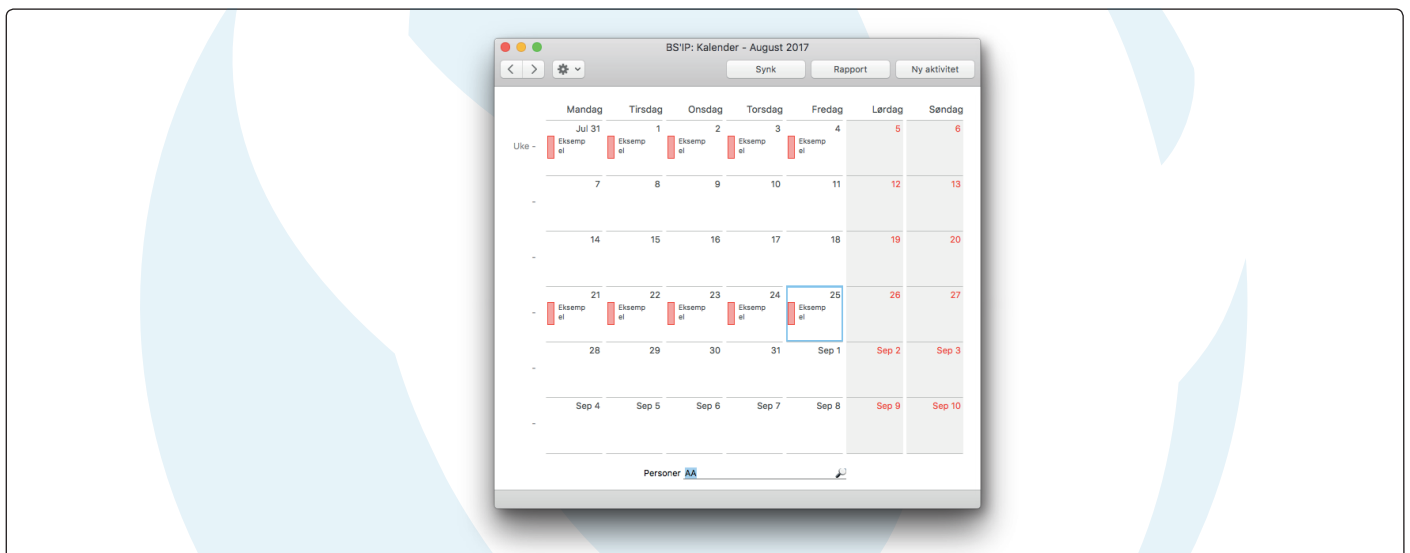 BS'IP: Kalender - August 2017
Synk Rapport Ny aktivitet
Mandag Tirsdag Onsdag Torsdag Fredag Lørdag Søndag
Jul 31 1 2 3 4 5 6
Uke - Eksemp Eksemp Eksemp Eksemp Eksemp
el el el el el
7 8 9 10 11 12 13
-
14 15 16 17 18 19 20
-
21 22 23 24 25 26 27
- Eksemp Eksemp Eksemp Eksemp Eksemp
el el el el el
28 29 30 31 Sep 1 Sep 2 Sep 3
-
Sep 4 Sep 5 Sep 6 Sep 7 Sep 8 Sep 9 Sep 10
-
Personer AA